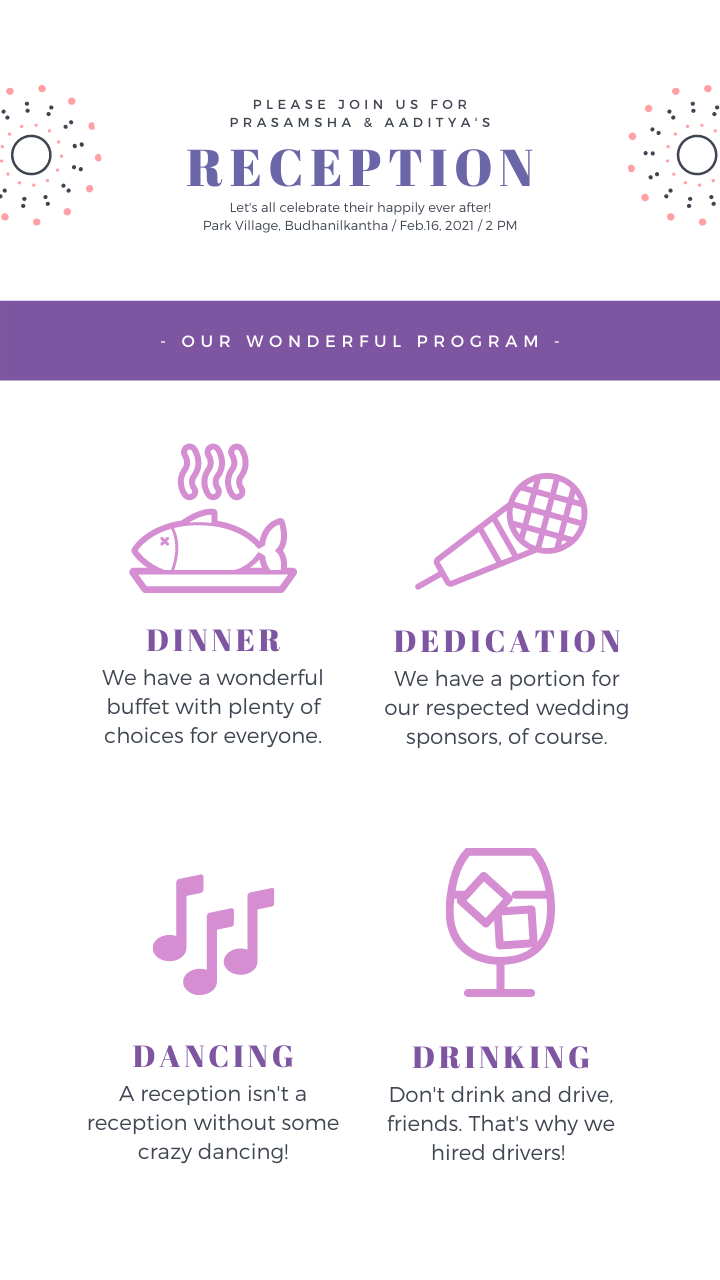 PLEASE JOIN US FOR
PRASAMSHA & AADITYA'S
RECEPTION
Let's all celebrate their happily ever after!
Park Village, Budhanilkantha / Feb.16, 2021 / 2 PM
- OUR WONDERFUL PROGRAM -
DINNER
We have a wonderful
buffet with plenty of
choices for everyone.
DEDICATION
We have a portion for
our respected wedding
sponsors, of course.
DANCING
A reception isn't a
reception without some
crazy dancing!
DRINKING
Don't drink and drive,
friends. That's why we
hired drivers!